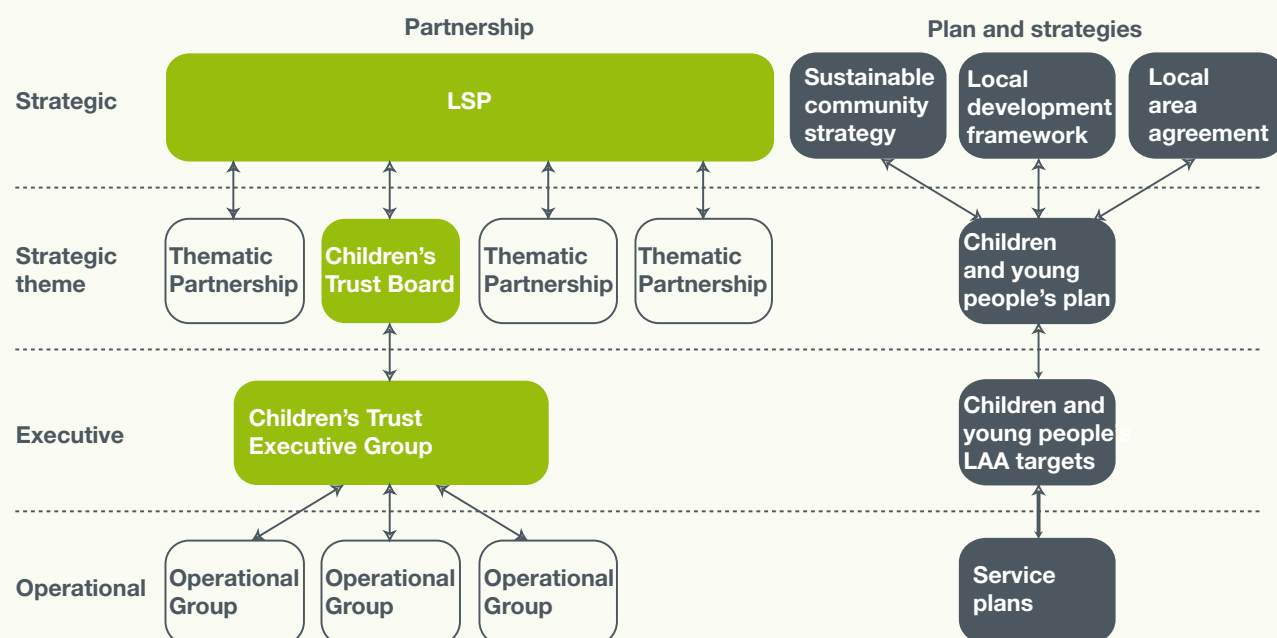 Partnership
Plan and strategies
Strategic
LSP
Sustainable
community
strategy
Local
development
framework
Local
area
agreement
Strategic
theme
Thematic
Partnership
Children's
Trust Board
Thematic
Partnership
Thematic
Partnership
Children
and young
people's plan
Executive
Children's Trust
Executive Group
Children and
young people's
LAA targets
Operational
Operational
Group
Operational
Group
Operational
Group
Service
plans